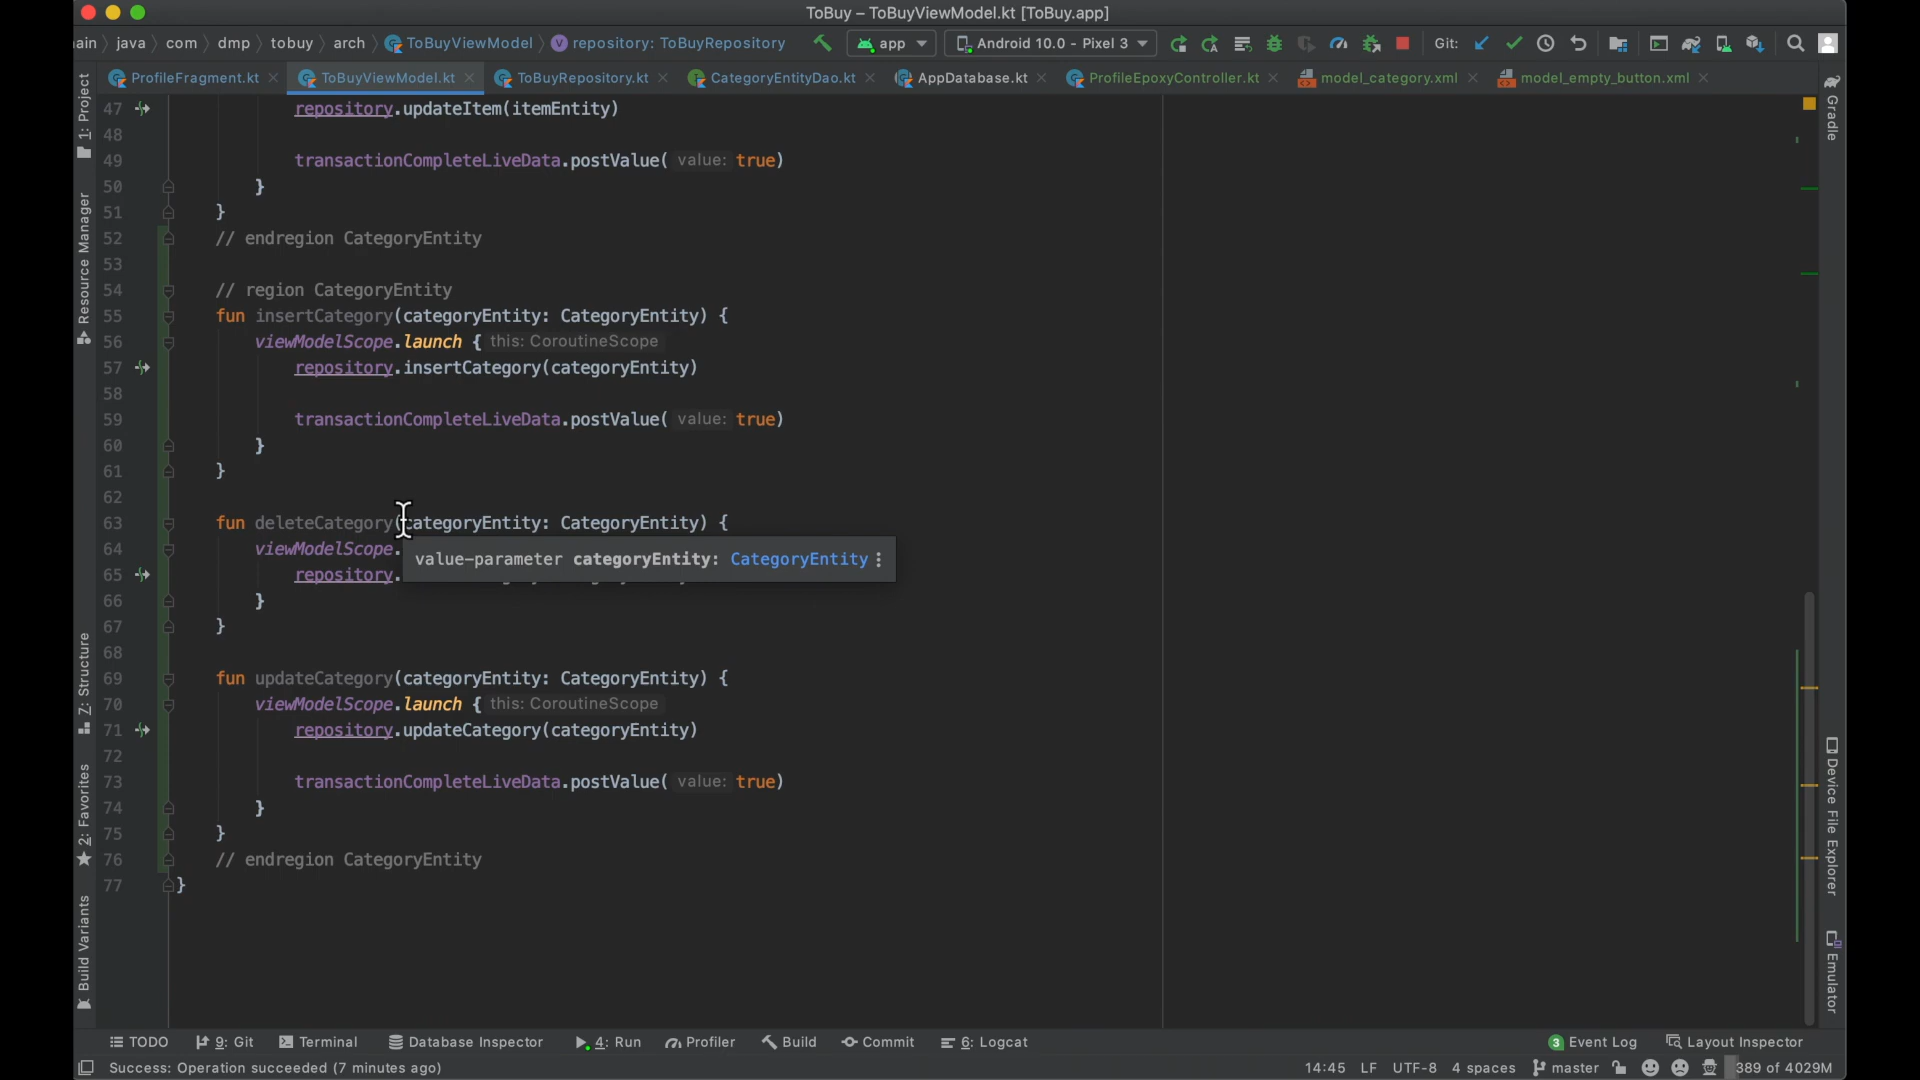 ToBuy – ToBuyViewModel.kt [ToBuy.app]
ain java com dmp tobuy arch ToBuyViewModel repository: ToBuyRepository app Android 10.0 - Pixel 3 Git:
ProfileFragment.kt ToBuyViewModel.kt ToBuyRepository.kt CategoryEntityDao.kt AppDatabase.kt ProfileEpoxyController.kt model_category.xml model_empty_button.xml
1: Project
Resource Manager
7: Structure
2: Favorites
Build Variants
47 repository.updateItem(itemEntity)
48
49 transactionCompleteLiveData.postValue( value: true)
50 }
51 }
52 // endregion CategoryEntity
53
54 // region CategoryEntity
55 fun insertCategory(categoryEntity: CategoryEntity) {
56 viewModelScope.launch { this: CoroutineScope
57 repository.insertCategory(categoryEntity)
58
59 transactionCompleteLiveData.postValue( value: true)
60 }
61 }
62
63 fun deleteCategory(categoryEntity: CategoryEntity) {
64 viewModelScope.
value-parameter categoryEntity: CategoryEntity
65 repository.
66 }
67 }
68
69 fun updateCategory(categoryEntity: CategoryEntity) {
70 viewModelScope.launch { this: CoroutineScope
71 repository.updateCategory(categoryEntity)
72
73 transactionCompleteLiveData.postValue( value: true)
74 }
75 }
76 // endregion CategoryEntity
77 }
Gradle
Device File Explorer
Emulator
TODO 9: Git Terminal Database Inspector 4: Run Profiler Build Commit 6: Logcat 3 Event Log Layout Inspector
Success: Operation succeeded (7 minutes ago) 14:45 LF UTF-8 4 spaces master 389 of 4029M